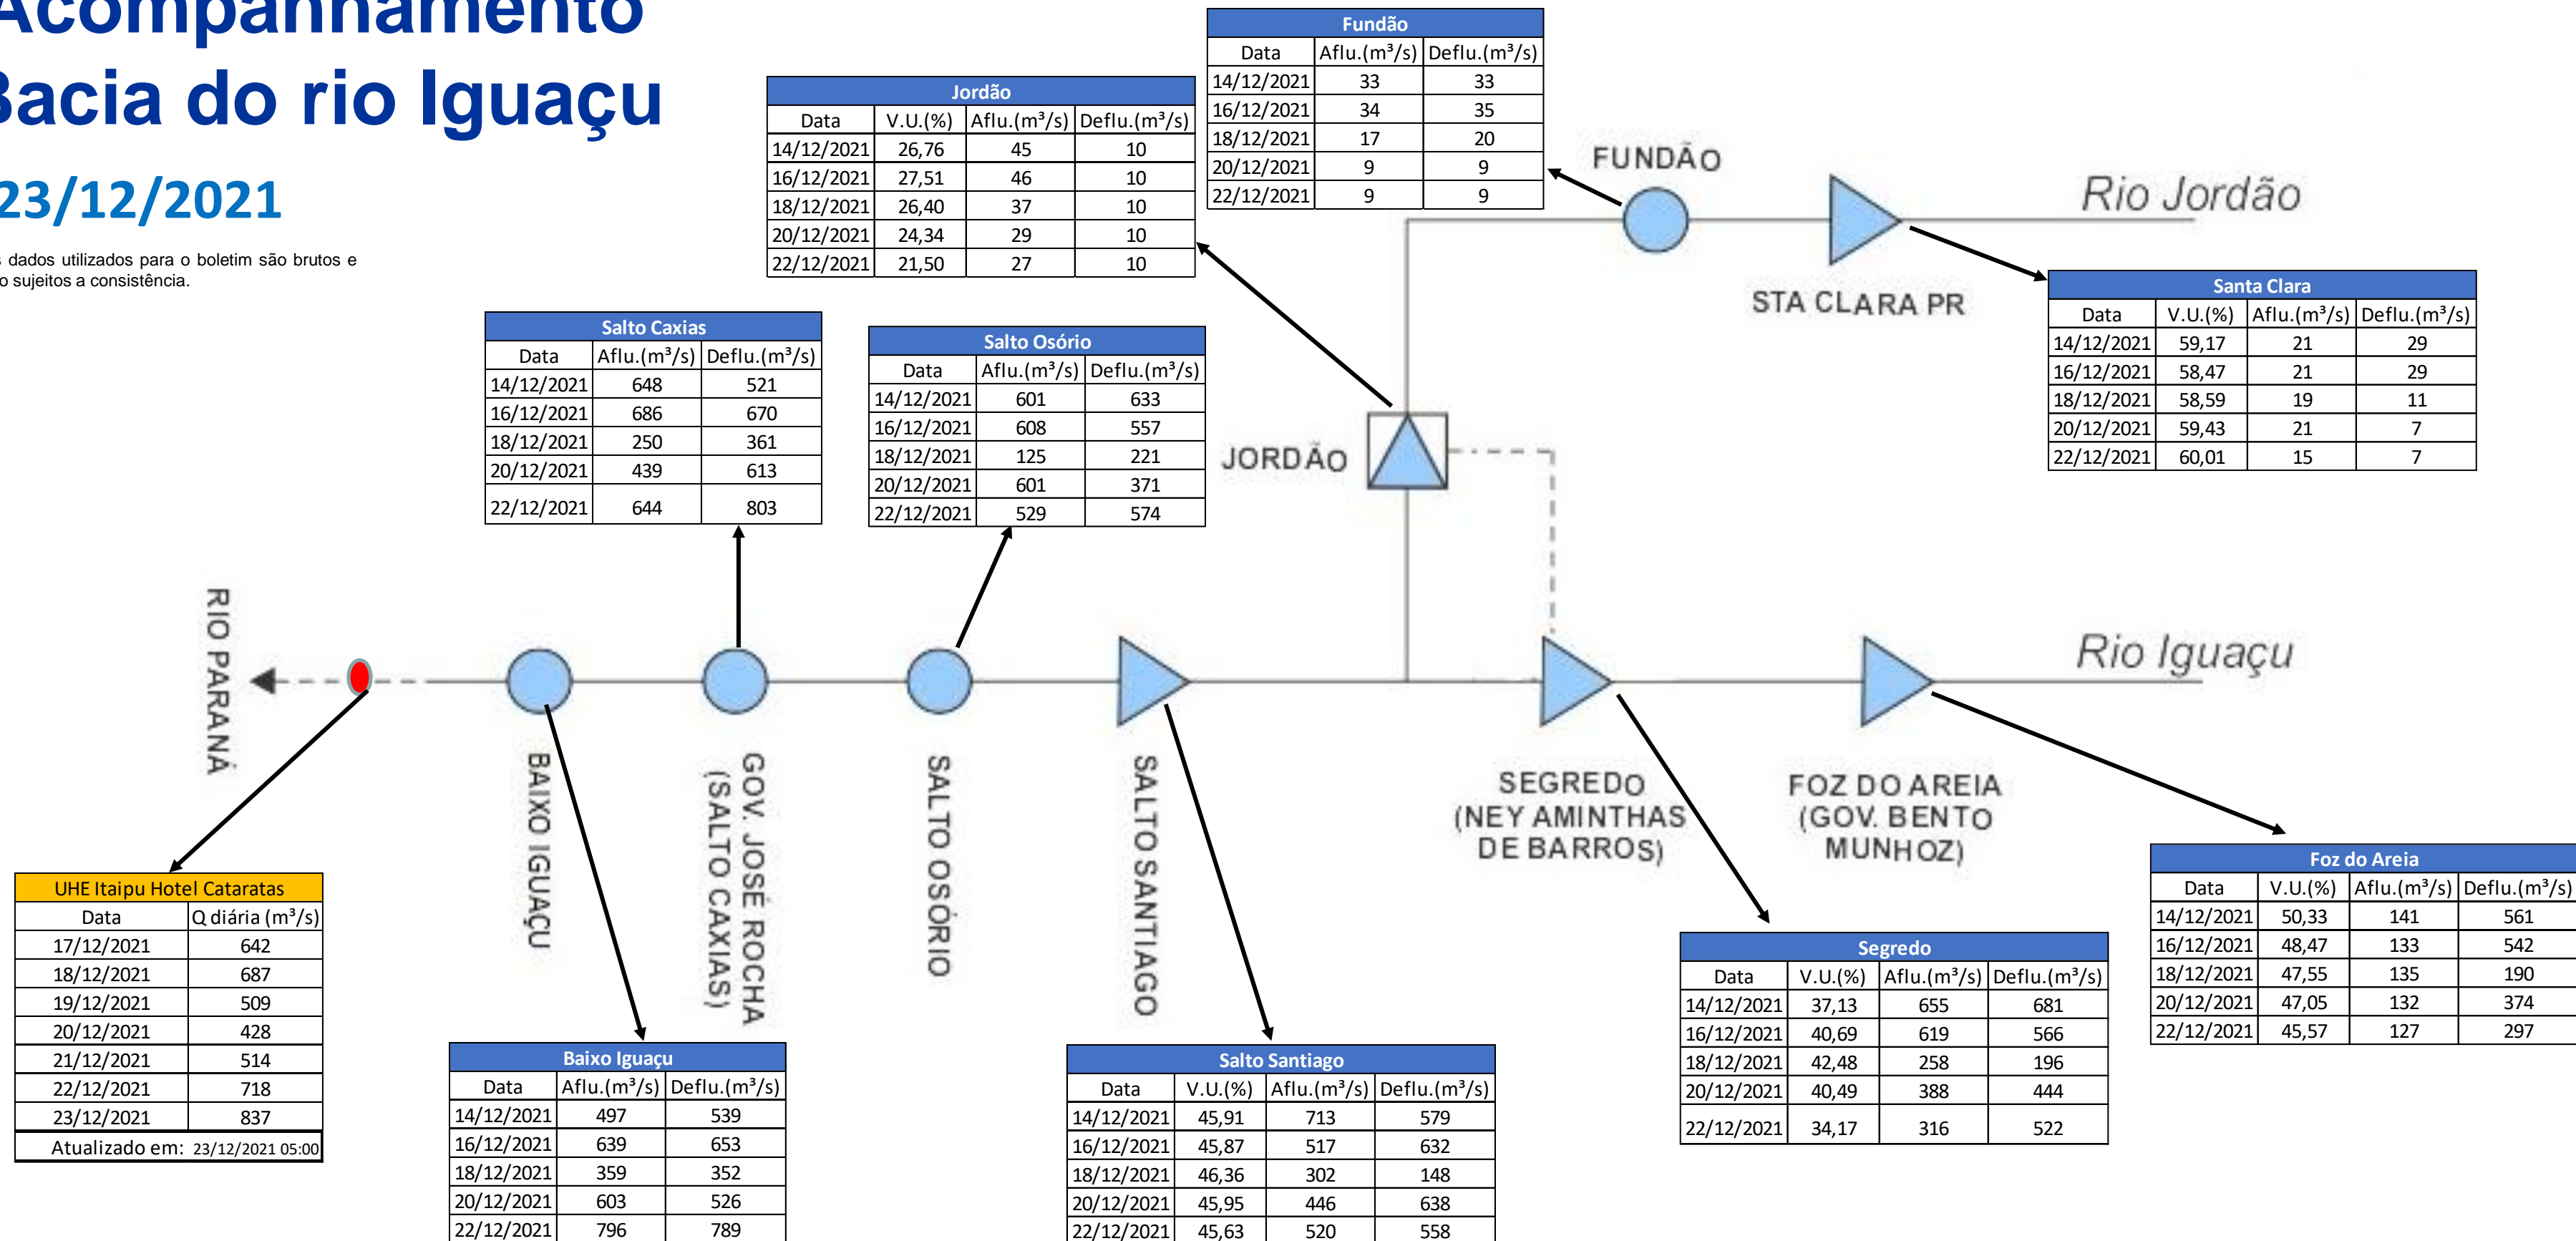 Acompanhamento
Bacia do rio Iguaçu
23/12/2021
s dados utilizados para o boletim são brutos e
o sujeitos a consistência.
Fundão
Data Aflu.(m³/s) Deflu.(m³/s)
14/12/2021 33 33
16/12/2021 34 35
18/12/2021 17 20
20/12/2021 9 9
22/12/2021 9 9
Jordão
Data V.U.(%) Aflu.(m³/s) Deflu.(m³/s)
14/12/2021 26,76 45 10
16/12/2021 27,51 46 10
18/12/2021 26,40 37 10
20/12/2021 24,34 29 10
22/12/2021 21,50 27 10
FUNDÃO
Rio Jordão
STA CLARA PR
Santa Clara
Data V.U.(%) Aflu.(m³/s) Deflu.(m³/s)
14/12/2021 59,17 21 29
16/12/2021 58,47 21 29
18/12/2021 58,59 19 11
20/12/2021 59,43 21 7
22/12/2021 60,01 15 7
Salto Caxias
Data Aflu.(m³/s) Deflu.(m³/s)
14/12/2021 648 521
16/12/2021 686 670
18/12/2021 250 361
20/12/2021 439 613
22/12/2021 644 803
Salto Osório
Data Aflu.(m³/s) Deflu.(m³/s)
14/12/2021 601 633
16/12/2021 608 557
18/12/2021 125 221
20/12/2021 601 371
22/12/2021 529 574
JORDÃO
RIO PARANÁ
Rio Iguaçu
BAIXO IGUAÇU
GOV. JOSÉ ROCHA
(SALTO CAXIAS)
SALTO OSÓRIO
SALTO SANTIAGO
SEGREDO
(NEY AMINTHAS
DE BARROS)
FOZ DO AREIA
(GOV. BENTO
MUNHOZ)
UHE Itaipu Hotel Cataratas
Data Q diária (m³/s)
17/12/2021 642
18/12/2021 687
19/12/2021 509
20/12/2021 428
21/12/2021 514
22/12/2021 718
23/12/2021 837
Atualizado em: 23/12/2021 05:00
Baixo Iguaçu
Data Aflu.(m³/s) Deflu.(m³/s)
14/12/2021 497 539
16/12/2021 639 653
18/12/2021 359 352
20/12/2021 603 526
22/12/2021 796 789
Salto Santiago
Data V.U.(%) Aflu.(m³/s) Deflu.(m³/s)
14/12/2021 45,91 713 579
16/12/2021 45,87 517 632
18/12/2021 46,36 302 148
20/12/2021 45,95 446 638
22/12/2021 45,63 520 558
Segredo
Data V.U.(%) Aflu.(m³/s) Deflu.(m³/s)
14/12/2021 37,13 655 681
16/12/2021 40,69 619 566
18/12/2021 42,48 258 196
20/12/2021 40,49 388 444
22/12/2021 34,17 316 522
Foz do Areia
Data V.U.(%) Aflu.(m³/s) Deflu.(m³/s)
14/12/2021 50,33 141 561
16/12/2021 48,47 133 542
18/12/2021 47,55 135 190
20/12/2021 47,05 132 374
22/12/2021 45,57 127 297